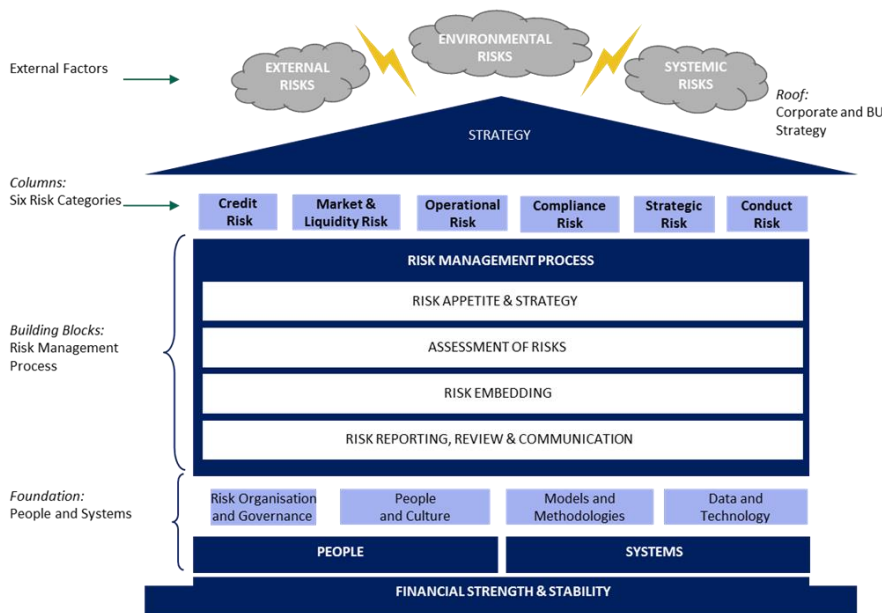 ENVIRONMENTAL
RISKS
EXTERNAL
RISKS
SYSTEMIC
RISKS
External Factors
Roof:
Corporate and BU
Strategy
STRATEGY
Columns:
Six Risk Categories
Credit
Risk
Market &
Liquidity Risk
Operational
Risk
Compliance
Risk
Strategic
Risk
Conduct
Risk
RISK MANAGEMENT PROCESS
RISK APPETITE & STRATEGY
Building Blocks:
Risk Management
Process
ASSESSMENT OF RISKS
RISK EMBEDDING
RISK REPORTING, REVIEW & COMMUNICATION
Foundation:
People and Systems
Risk Organisation
and Governance
People
and Culture
Models and
Methodologies
Data and
Technology
PEOPLE
SYSTEMS
FINANCIAL STRENGTH & STABILITY